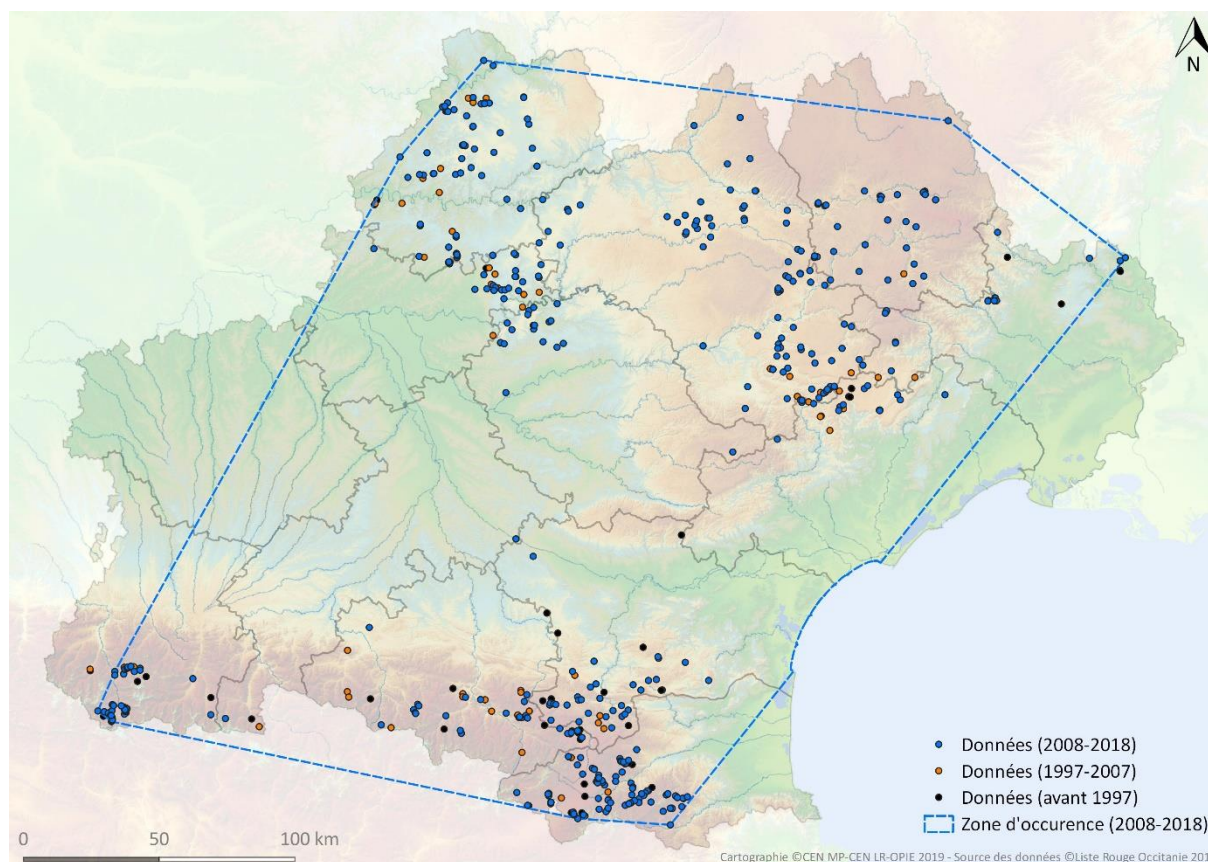 N
Données (2008-2018)
Données (1997-2007)
Données (avant 1997)
Zone d'occurence (2008-2018)
0 50 100 km
Cartographie ©CEN MP-CEN LR-OPIE 2019 - Source des données ©Liste Rouge Occitanie 201